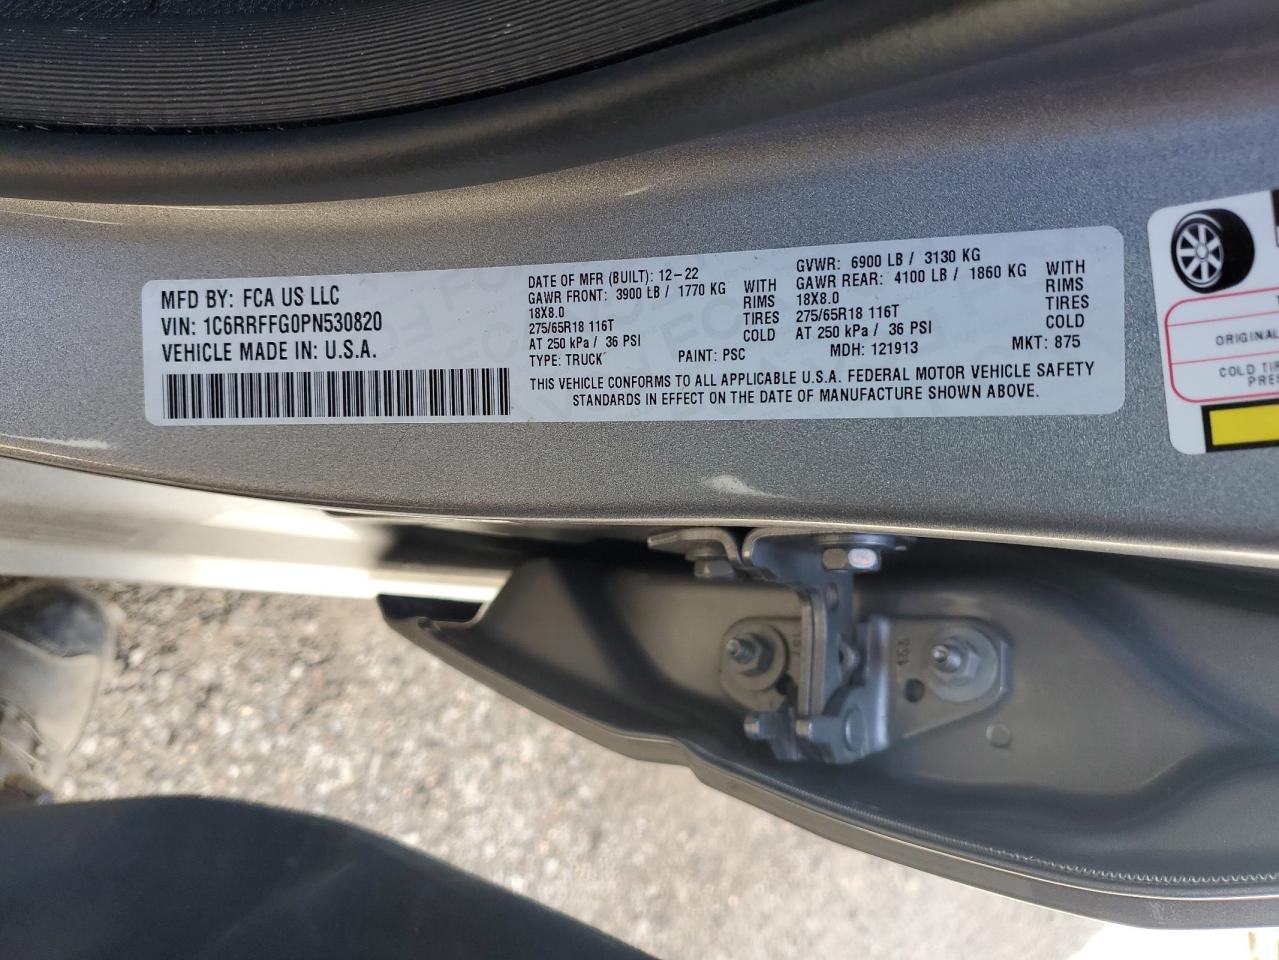 MFD BY: FCA US LLC
VIN: 1C6RRFFG0PN530820
VEHICLE MADE IN: U.S.A.
DATE OF MFR (BUILT): 12-22
GAWR FRONT: 3900 LB / 1770 KG WITH
18X8.0 RIMS
275/65R18 116T TIRES
AT 250 kPa / 36 PSI COLD
TYPE: TRUCK PAINT: PSC
GVWR: 6900 LB / 3130 KG
GAWR REAR: 4100 LB / 1860 KG WITH
18X8.0 RIMS
275/65R18 116T TIRES
AT 250 kPa / 36 PSI COLD
MDH: 121913 MKT: 875
THIS VEHICLE CONFORMS TO ALL APPLICABLE U.S.A. FEDERAL MOTOR VEHICLE SAFETY
STANDARDS IN EFFECT ON THE DATE OF MANUFACTURE SHOWN ABOVE.
ORIGINAL
COLD